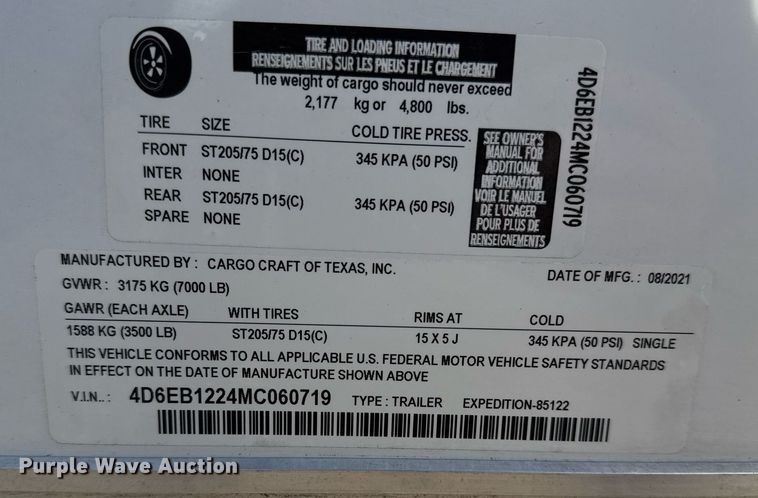 TIRE AND LOADING INFORMATION
RENSEIGNEMENTS SUR LES PNEUS ET LE CHARGEMENT
The weight of cargo should never exceed
2,177 kg or 4,800 lbs.
TIRE SIZE COLD TIRE PRESS.
FRONT ST205/75 D15(C) 345 KPA (50 PSI)
INTER NONE
REAR ST205/75 D15(C) 345 KPA (50 PSI)
SPARE NONE
SEE OWNER'S
MANUAL FOR
ADDITIONAL
INFORMATION
VOIR LE MANUEL
DE L'USAGER
POUR PLUS DE
RENSEIGNEMENTS
4D6EB1224MC060719
MANUFACTURED BY: CARGO CRAFT OF TEXAS, INC. DATE OF MFG.: 08/2021
GVWR: 3175 KG (7000 LB)
GAWR (EACH AXLE) WITH TIRES RIMS AT COLD
1588 KG (3500 LB) ST205/75 D15(C) 15 X 5 J 345 KPA (50 PSI) SINGLE
THIS VEHICLE CONFORMS TO ALL APPLICABLE U.S. FEDERAL MOTOR VEHICLE SAFETY STANDARDS
IN EFFECT ON THE DATE OF MANUFACTURE SHOWN ABOVE
V.I.N.: 4D6EB1224MC060719 TYPE: TRAILER EXPEDITION-85122
Purple Wave Auction